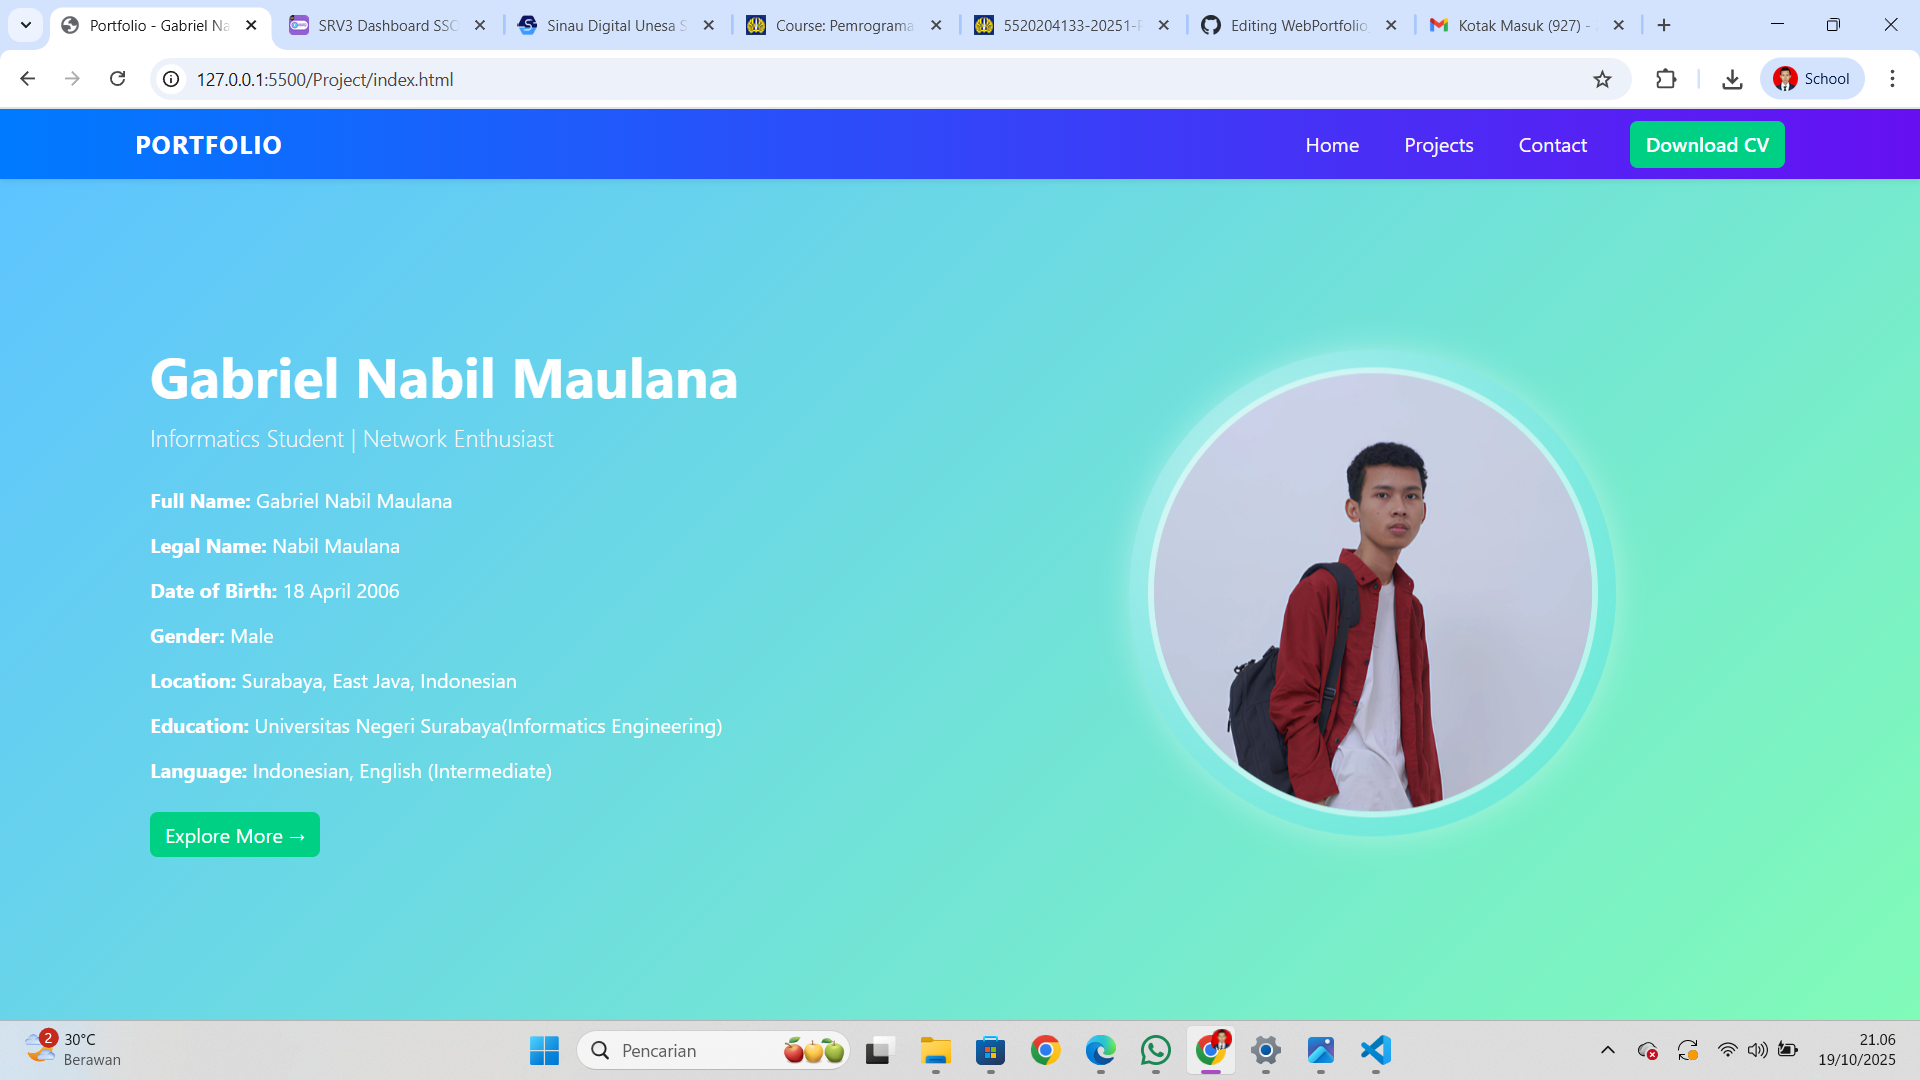 Portfolio - Gabriel Na
SRV3 Dashboard SSO
Sinau Digital Unesa S
Course: Pemrograma
5520204133-20251-P
Editing WebPortfolio
Kotak Masuk (927) -
127.0.0.1:5500/Project/index.html
School
PORTFOLIO
Home
Projects
Contact
Download CV
Gabriel Nabil Maulana
Informatics Student | Network Enthusiast
Full Name: Gabriel Nabil Maulana
Legal Name: Nabil Maulana
Date of Birth: 18 April 2006
Gender: Male
Location: Surabaya, East Java, Indonesian
Education: Universitas Negeri Surabaya(Informatics Engineering)
Language: Indonesian, English (Intermediate)
Explore More →
2
30°C
Berawan
Pencarian
21.06
19/10/2025